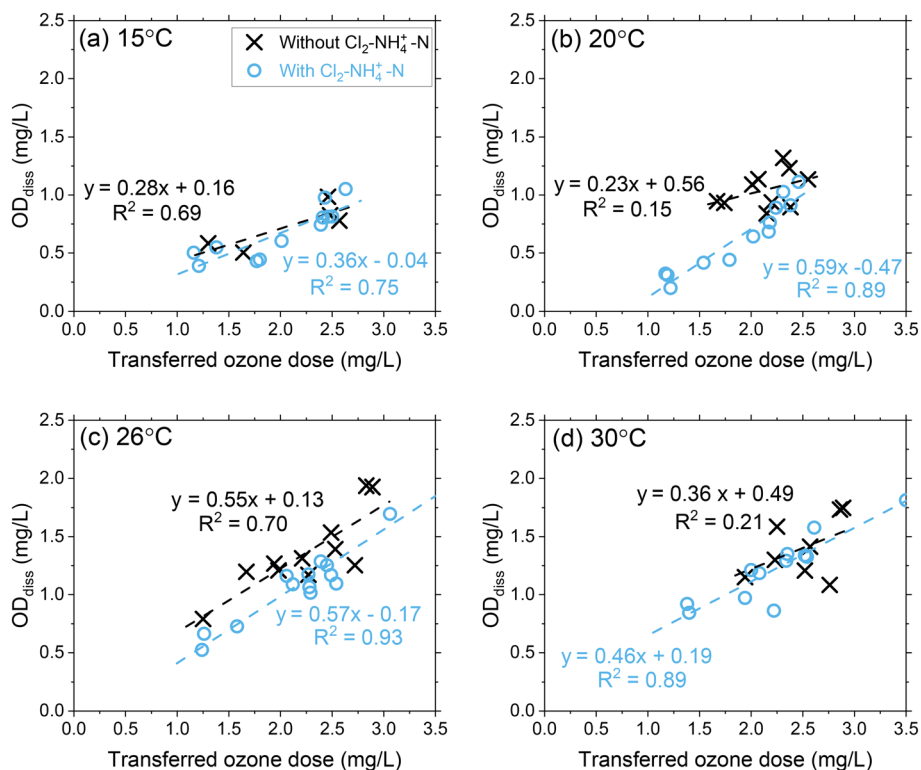 (a) 15°C
× Without Cl₂-NH₄⁺-N
○ With Cl₂-NH₄⁺-N
y = 0.28x + 0.16
R² = 0.69
y = 0.36x - 0.04
R² = 0.75
OD_diss (mg/L)
2.5
2.0
1.5
1.0
0.5
0.0
0.0 0.5 1.0 1.5 2.0 2.5 3.0 3.5
Transferred ozone dose (mg/L)
(b) 20°C
y = 0.23x + 0.56
R² = 0.15
y = 0.59x -0.47
R² = 0.89
OD_diss (mg/L)
2.5
2.0
1.5
1.0
0.5
0.0
0.0 0.5 1.0 1.5 2.0 2.5 3.0 3.5
Transferred ozone dose (mg/L)
(c) 26°C
y = 0.55x + 0.13
R² = 0.70
y = 0.57x - 0.17
R² = 0.93
OD_diss (mg/L)
2.5
2.0
1.5
1.0
0.5
0.0
0.0 0.5 1.0 1.5 2.0 2.5 3.0 3.5
Transferred ozone dose (mg/L)
(d) 30°C
y = 0.36 x + 0.49
R² = 0.21
y = 0.46x + 0.19
R² = 0.89
OD_diss (mg/L)
2.5
2.0
1.5
1.0
0.5
0.0
0.0 0.5 1.0 1.5 2.0 2.5 3.0 3.5
Transferred ozone dose (mg/L)